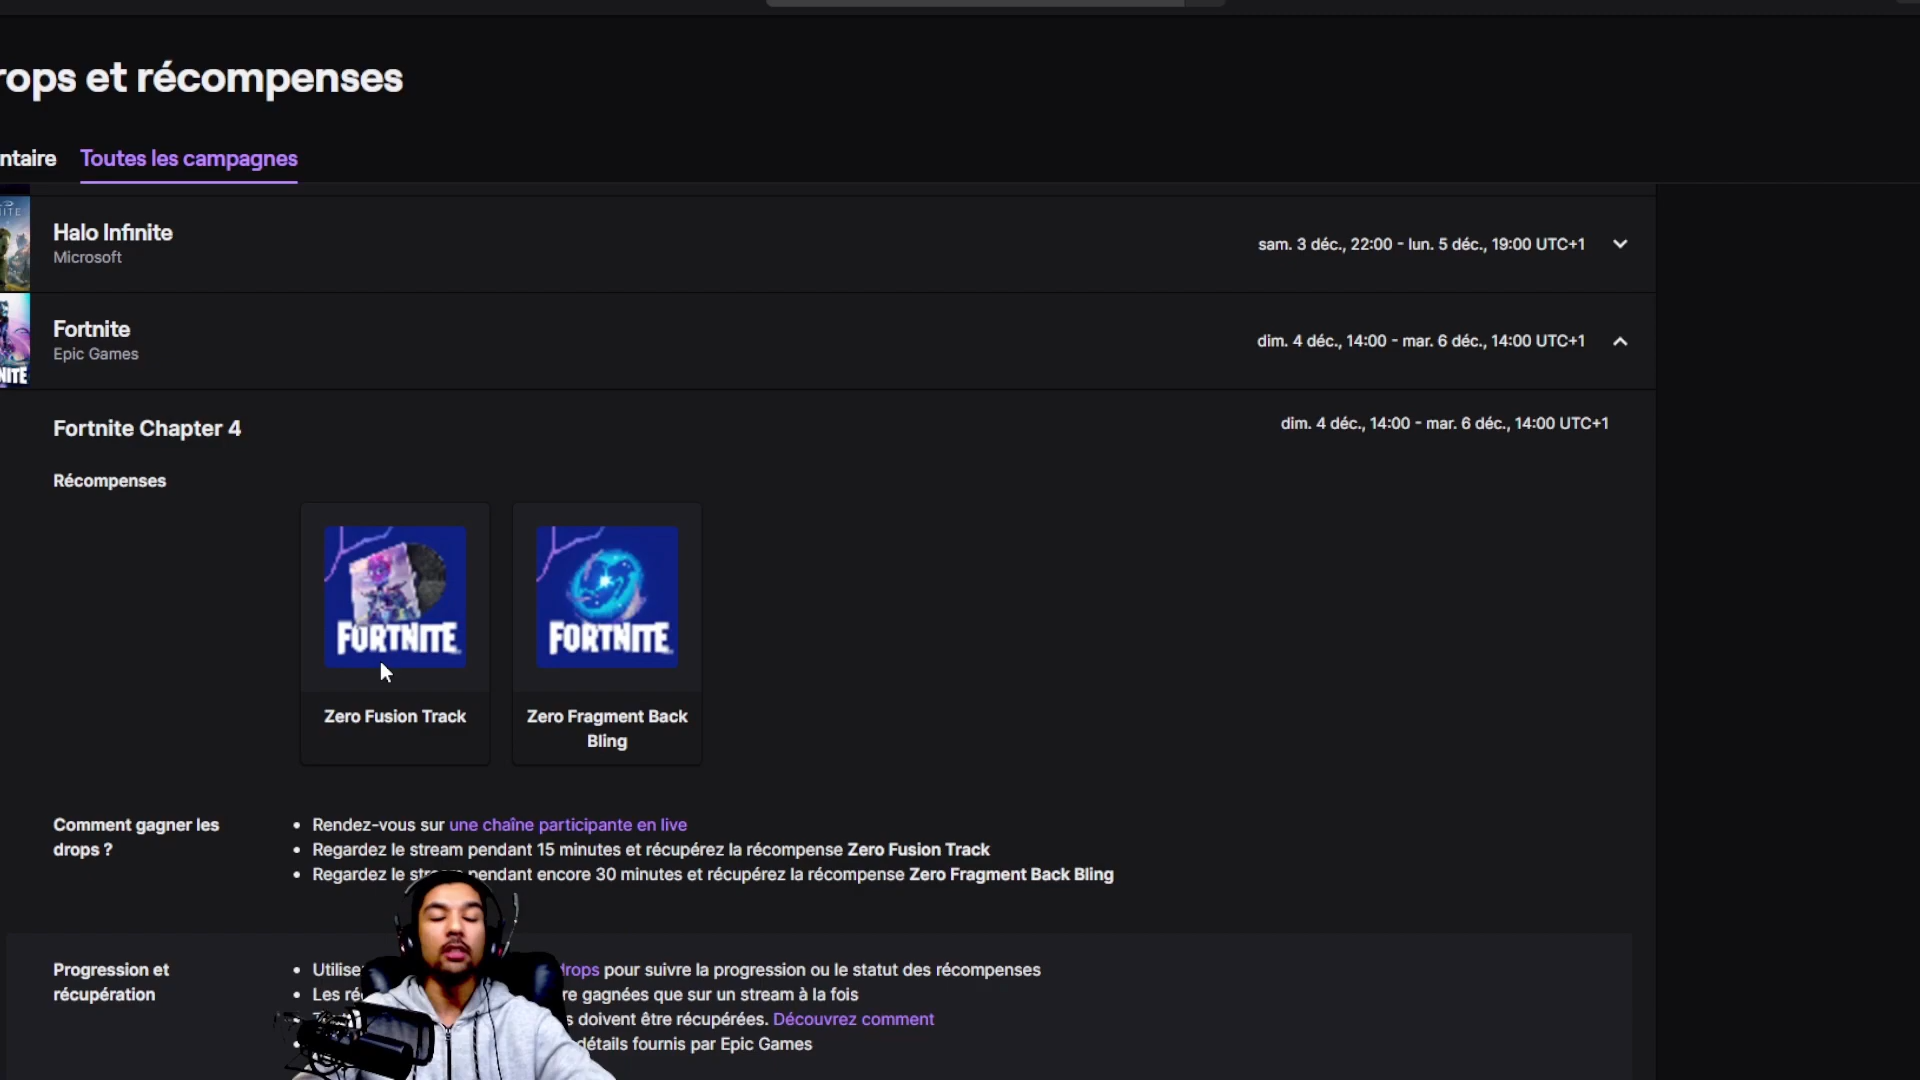 rops et récompenses
ntaire Toutes les campagnes
Halo Infinite
Microsoft
sam. 3 déc., 22:00 - lun. 5 déc., 19:00 UTC+1
Fortnite
Epic Games
dim. 4 déc., 14:00 - mar. 6 déc., 14:00 UTC+1
Fortnite Chapter 4
dim. 4 déc., 14:00 - mar. 6 déc., 14:00 UTC+1
Récompenses
FORTNITE
FORTNITE
Zero Fusion Track
Zero Fragment Back
Bling
Comment gagner les
drops ?
• Rendez-vous sur une chaîne participante en live
• Regardez le stream pendant 15 minutes et récupérez la récompense Zero Fusion Track
• Regardez le stream pendant encore 30 minutes et récupérez la récompense Zero Fragment Back Bling
Progression et
récupération
• Utilise drops pour suivre la progression ou le statut des récompenses
• Les ré re gagnées que sur un stream à la fois
s doivent être récupérées. Découvrez comment
détails fournis par Epic Games